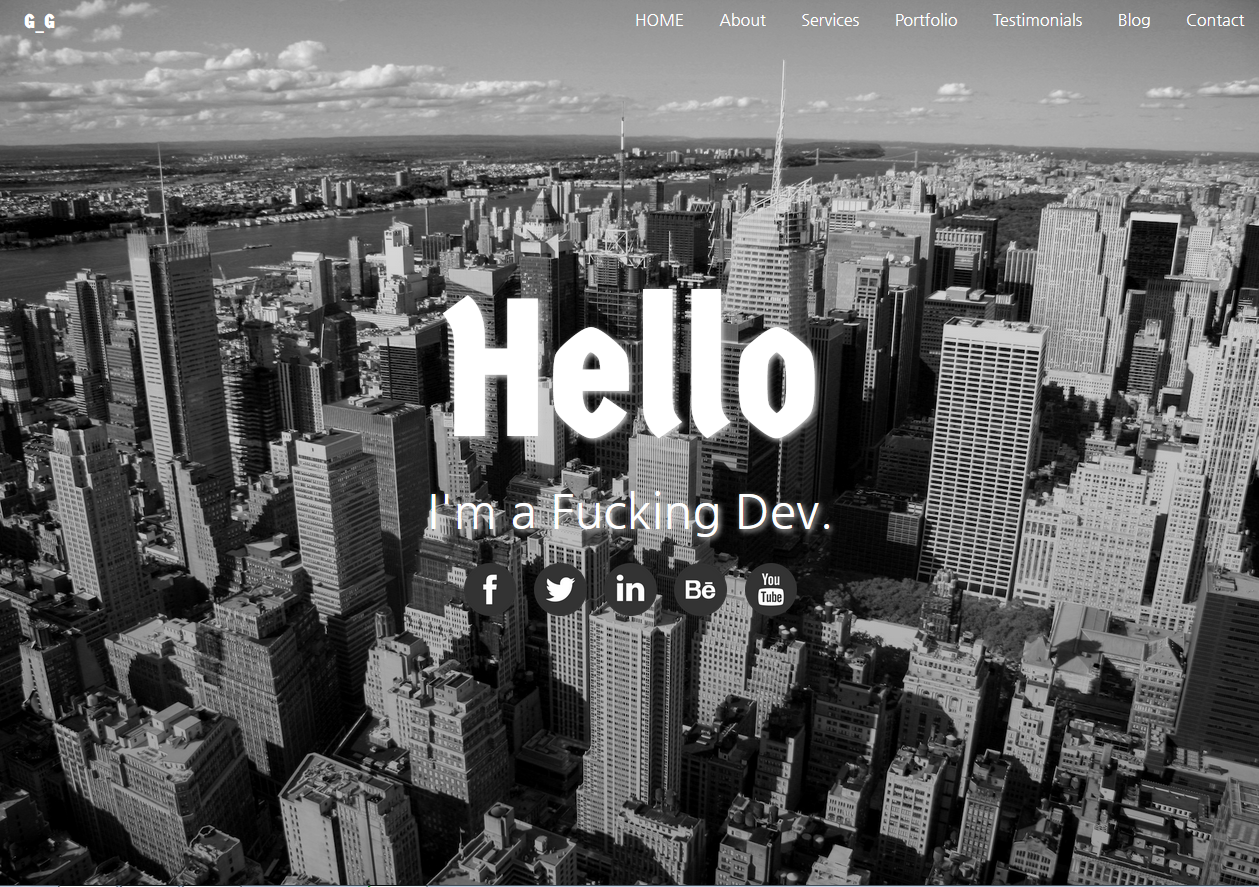 G_G
HOME About Services Portfolio Testimonials Blog Contact
Hello
I'm a Fucking Dev.
f in Bē You Tube